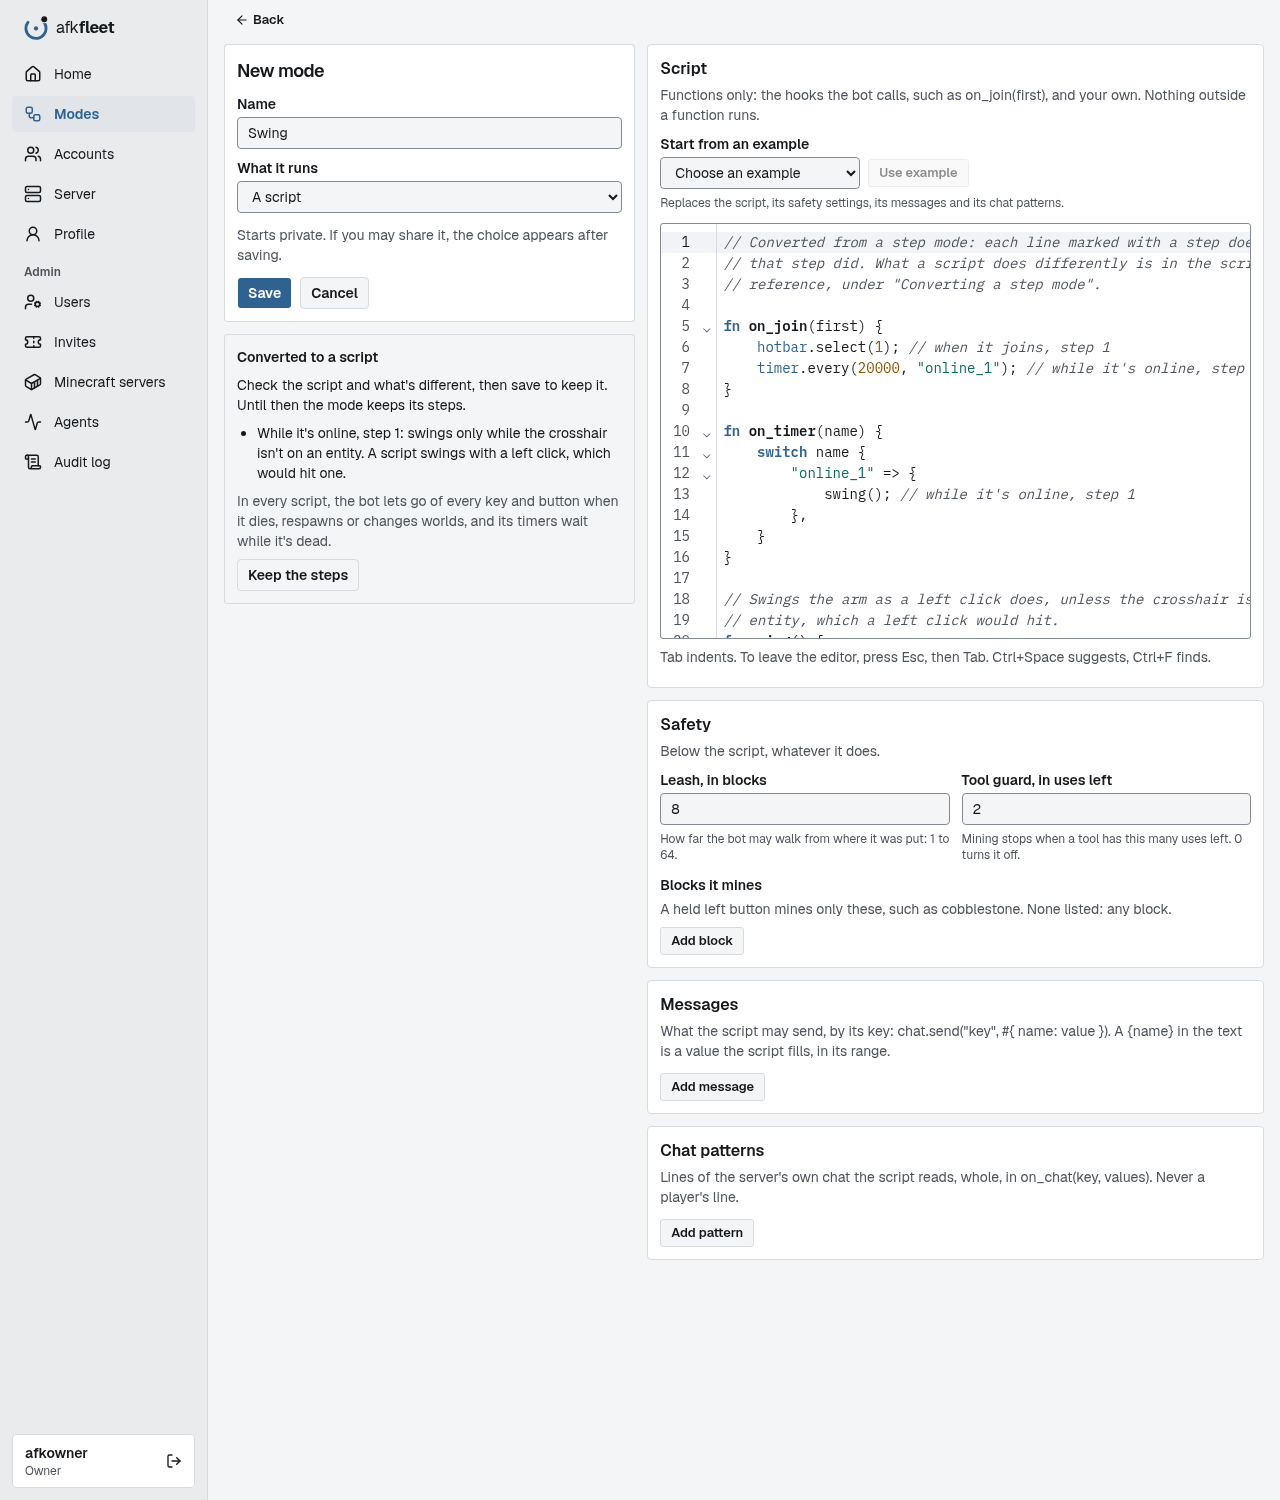 afkfleet
Home
Modes
Accounts
Server
Profile
Admin
Users
Invites
Minecraft servers
Agents
Audit log
afkowner
Owner
Back
New mode
Name
Swing
What it runs
A script
Starts private. If you may share it, the choice appears after
saving.
Save
Cancel
Converted to a script
Check the script and what's different, then save to keep it.
Until then the mode keeps its steps.
While it's online, step 1: swings only while the crosshair
isn't on an entity. A script swings with a left click, which
would hit one.
In every script, the bot lets go of every key and button when
it dies, respawns or changes worlds, and its timers wait
while it's dead.
Keep the steps
Script
Functions only: the hooks the bot calls, such as on_join(first), and your own. Nothing outside
a function runs.
Start from an example
Choose an example
Use example
Replaces the script, its safety settings, its messages and its chat patterns.
1 // Converted from a step mode: each line marked with a step doe
2 // that step did. What a script does differently is in the scri
3 // reference, under "Converting a step mode".
4
5 fn on_join(first) {
6 hotbar.select(1); // when it joins, step 1
7 timer.every(20000, "online_1"); // while it's online, step
8 }
9
10 fn on_timer(name) {
11 switch name {
12 "online_1" => {
13 swing(); // while it's online, step 1
14 },
15 }
16 }
17
18 // Swings the arm as a left click does, unless the crosshair is
19 // entity, which a left click would hit.
Tab indents. To leave the editor, press Esc, then Tab. Ctrl+Space suggests, Ctrl+F finds.
Safety
Below the script, whatever it does.
Leash, in blocks
8
How far the bot may walk from where it was put: 1 to
64.
Tool guard, in uses left
2
Mining stops when a tool has this many uses left. 0
turns it off.
Blocks it mines
A held left button mines only these, such as cobblestone. None listed: any block.
Add block
Messages
What the script may send, by its key: chat.send("key", #{ name: value }). A {name} in the text
is a value the script fills, in its range.
Add message
Chat patterns
Lines of the server's own chat the script reads, whole, in on_chat(key, values). Never a
player's line.
Add pattern